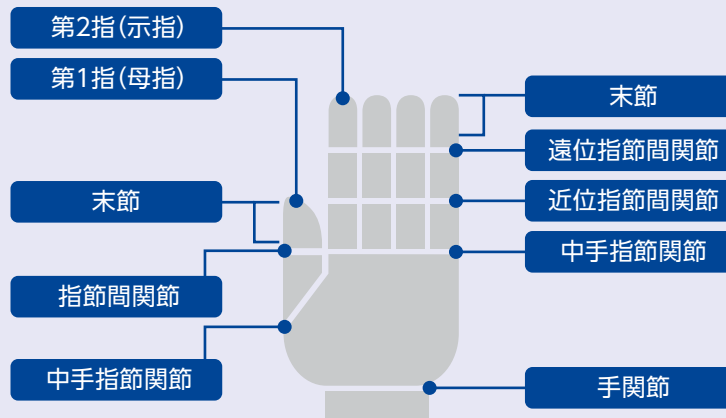 第2指(示指)
第1指(母指)
末節
指節間関節
中手指節関節
末節
遠位指節間関節
近位指節間関節
中手指節関節
手関節